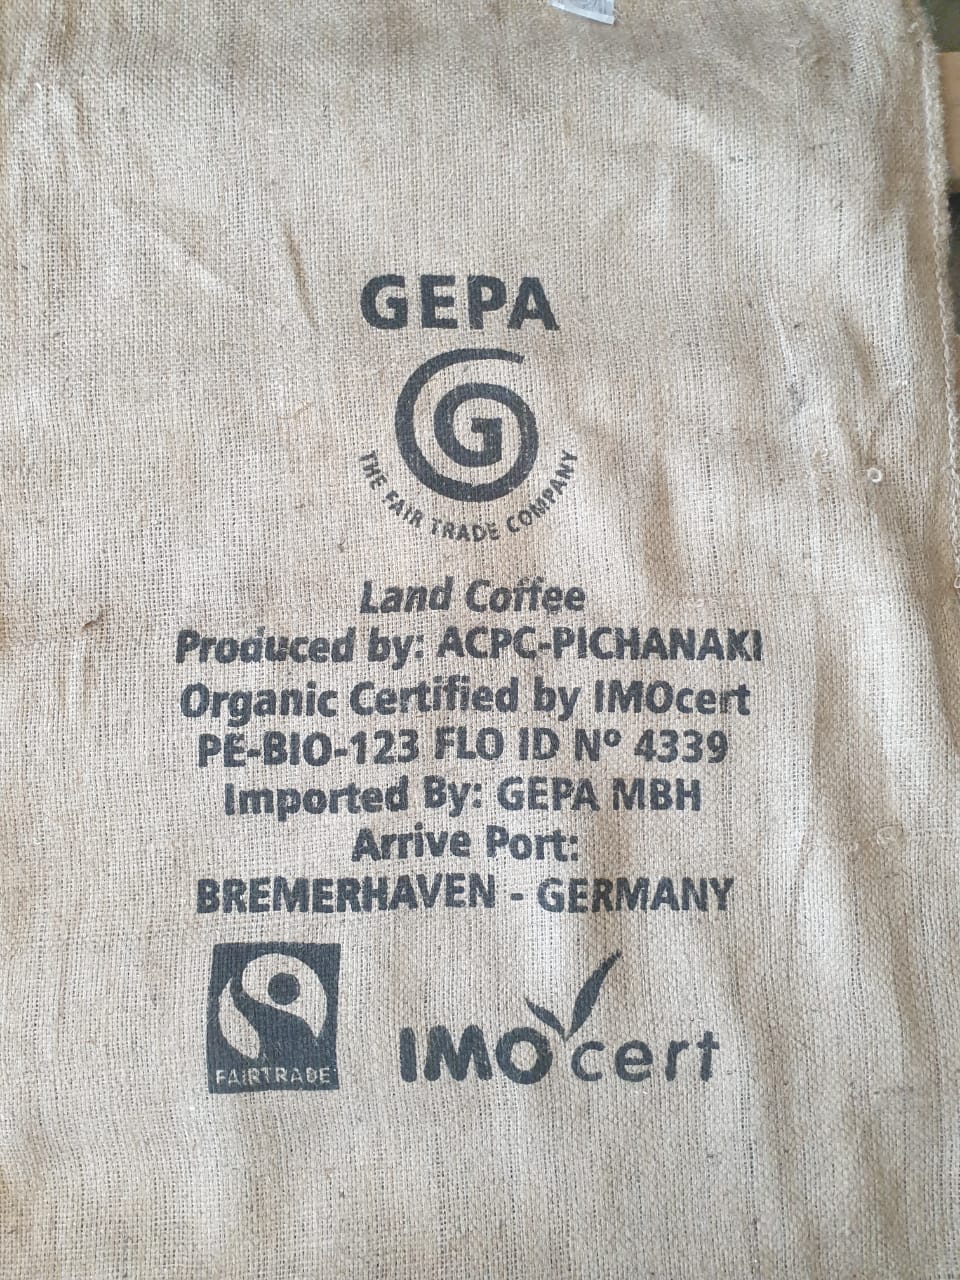 GEPA
G
THE FAIR TRADE COMPANY
Land Coffee
Produced by: ACPC-PICHANAKI
Organic Certified by IMOcert
PE-BIO-123 FLO ID Nº 4339
Imported By: GEPA MBH
Arrive Port:
BREMERHAVEN - GERMANY
FAIRTRADE
IMOcert